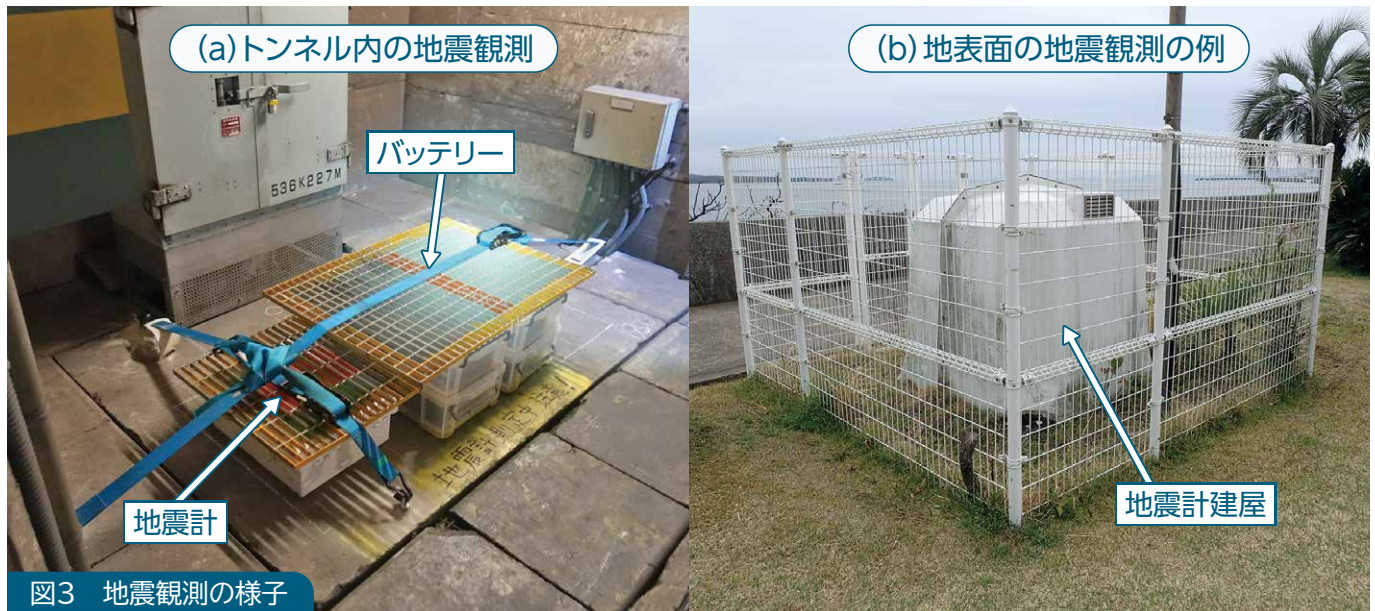 (a)トンネル内の地震観測
(b)地表面の地震観測の例
バッテリー
536K227M
地震計
地震計建屋
図3 地震観測の様子